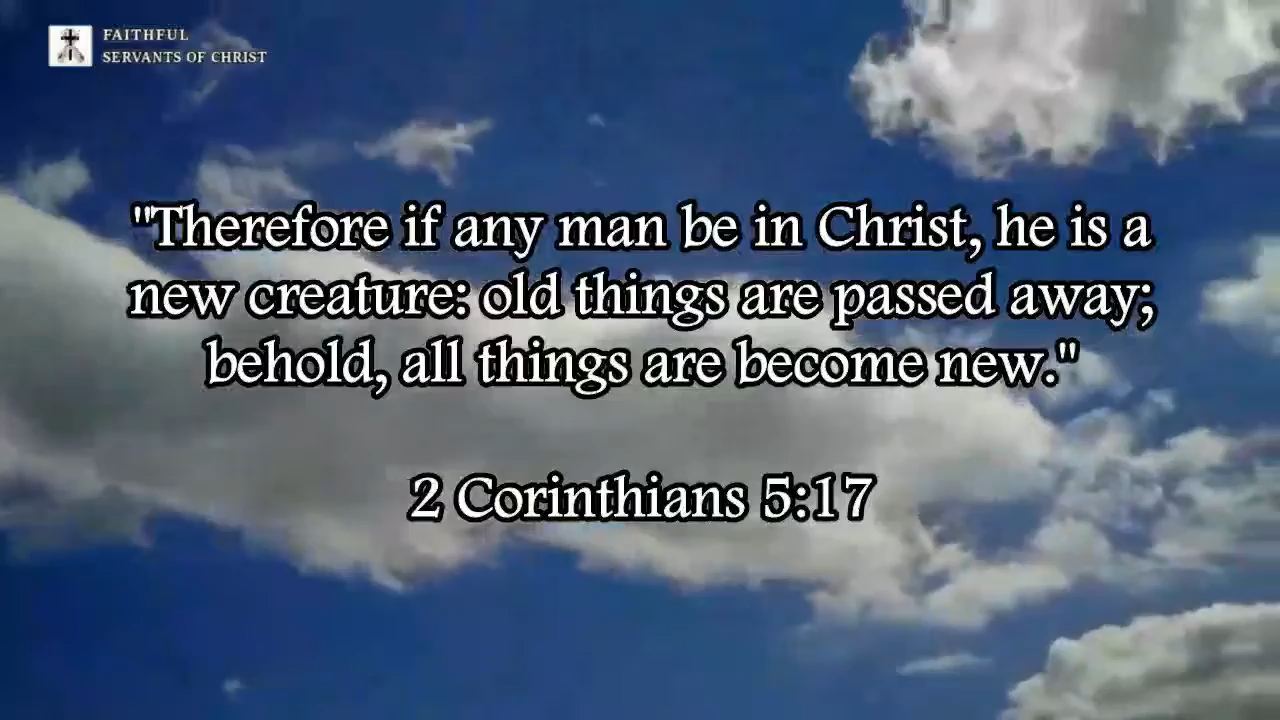 FAITHFUL
SERVANTS OF CHRIST
"Therefore if any man be in Christ, he is a
new creature: old things are passed away;
behold, all things are become new."
2 Corinthians 5:17